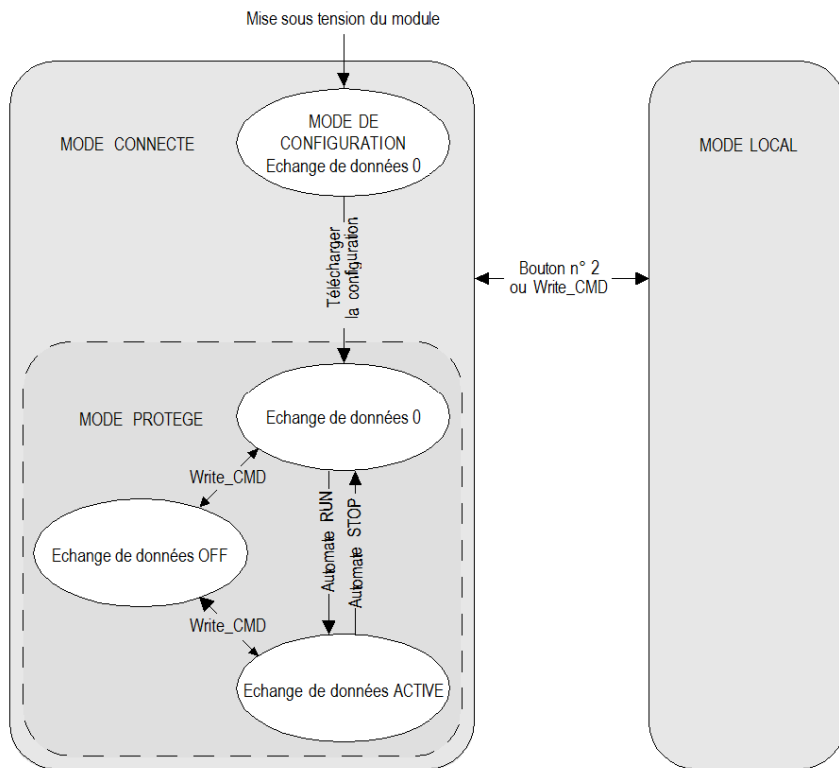 Mise sous tension du module
MODE CONNECTE
MODE DE
CONFIGURATION
Echange de données 0
MODE LOCAL
Télécharger
la configuration
Bouton n° 2
ou Write_CMD
MODE PROTEGE
Echange de données 0
Write_CMD
Automate RUN
Automate STOP
Echange de données OFF
Write_CMD
Echange de données ACTIVE